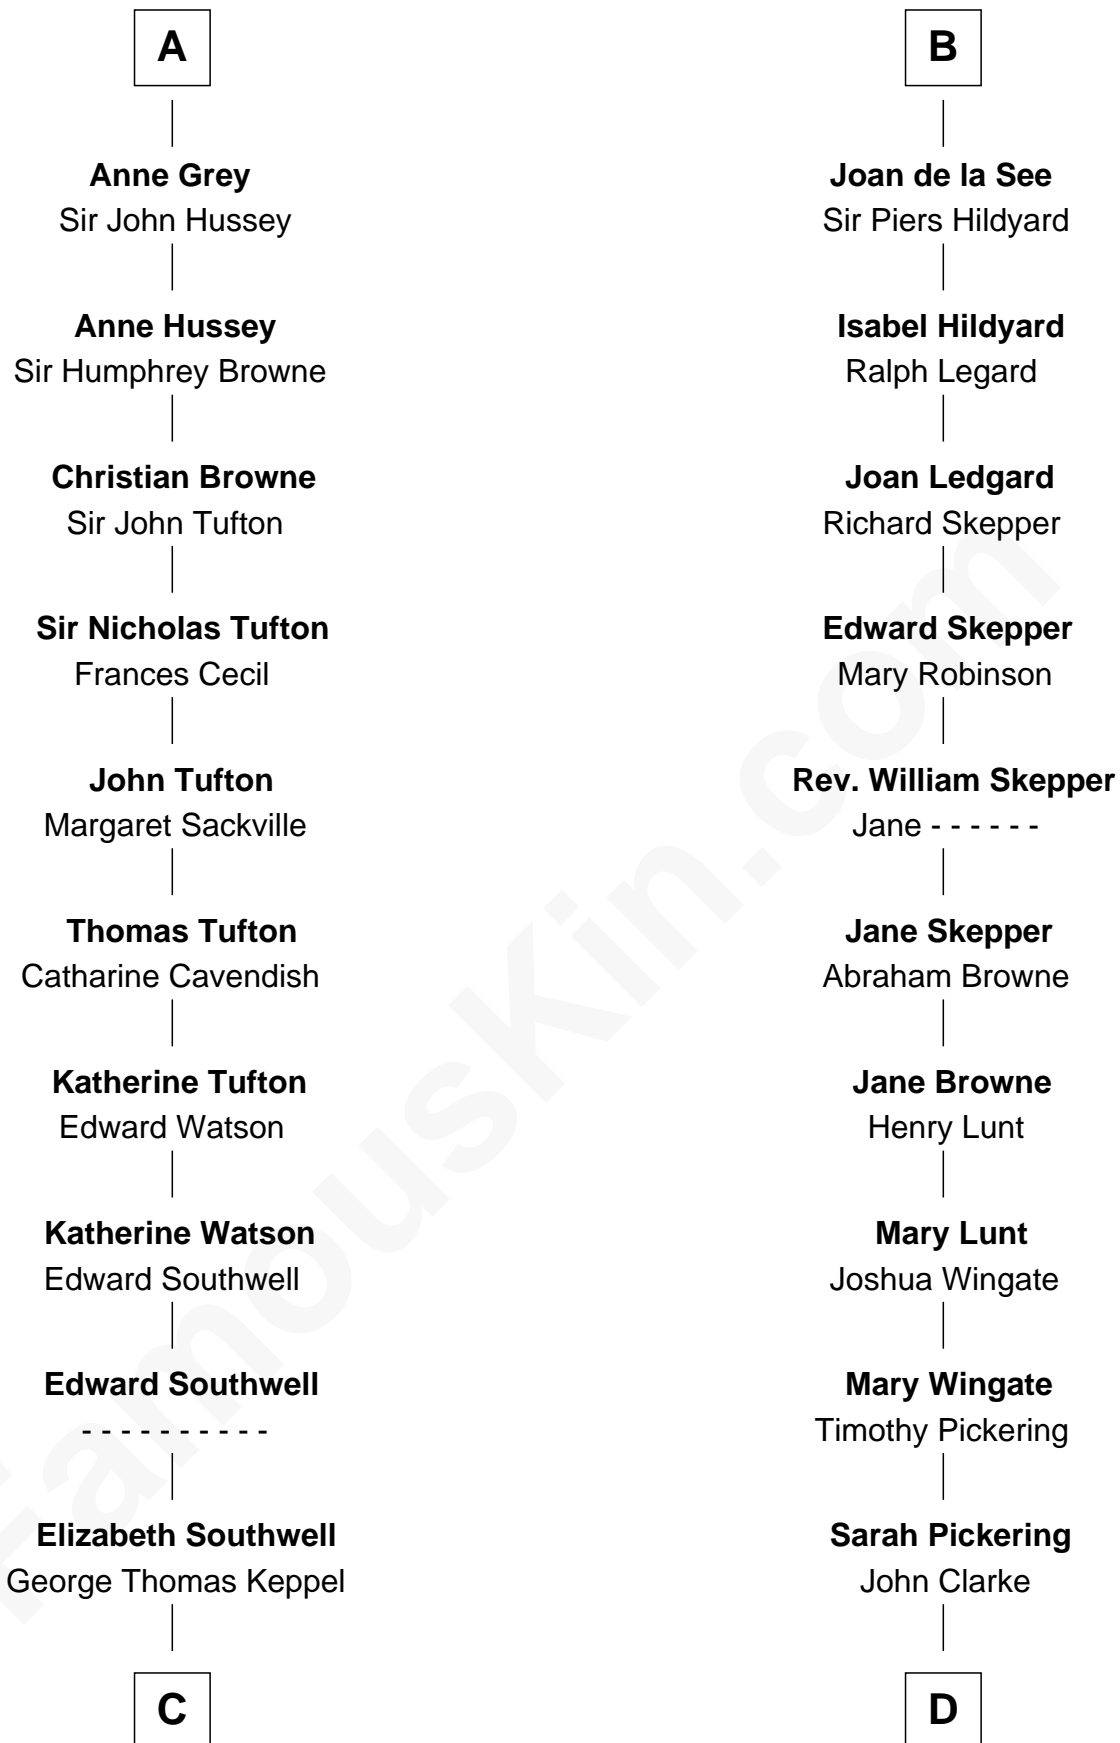 A
Anne Grey
Sir John Hussey
Anne Hussey
Sir Humphrey Browne
Christian Browne
Sir John Tufton
Sir Nicholas Tufton
Frances Cecil
John Tufton
Margaret Sackville
Thomas Tufton
Catharine Cavendish
Katherine Tufton
Edward Watson
Katherine Watson
Edward Southwell
Edward Southwell
- - - - - - - - - -
Elizabeth Southwell
George Thomas Keppel
C
B
Joan de la See
Sir Piers Hildyard
Isabel Hildyard
Ralph Legard
Joan Ledgard
Richard Skepper
Edward Skepper
Mary Robinson
Rev. William Skepper
Jane - - - - - -
Jane Skepper
Abraham Browne
Jane Browne
Henry Lunt
Mary Lunt
Joshua Wingate
Mary Wingate
Timothy Pickering
Sarah Pickering
John Clarke
D
FamousKin.com